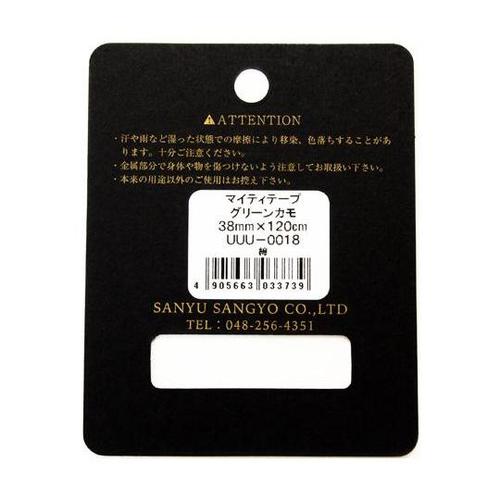 ⚠ATTENTION
・汗や雨など湿った状態での摩擦により移染、色落ちすることがあ
ります。十分ご注意ください。
・金属部分で身体や物を傷つけないよう注意してお取扱い下さい。
・本来の用途以外のご使用はお控え下さい。
マイティテープ
グリーンカモ
38mm×120cm
UUU-0018
綿
4 905663 033739
SANYU SANGYO CO.,LTD
TEL：048-256-4351